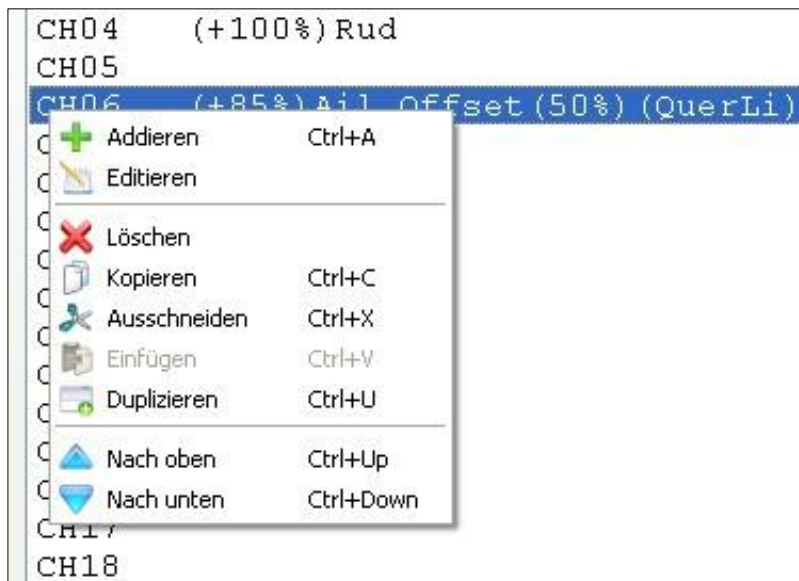 CH04 (+100%) Rud
CH05
CH06 (+85%) Ail Offset (50%) (QuerLi)
Addieren Ctrl+A
Editieren
Löschen
Kopieren Ctrl+C
Ausschneiden Ctrl+X
Einfügen Ctrl+V
Duplizieren Ctrl+U
Nach oben Ctrl+Up
Nach unten Ctrl+Down
CH17
CH18